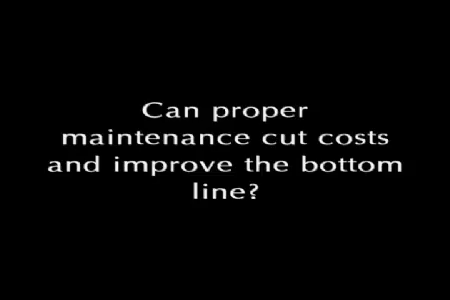 Can proper
maintenance cut costs
and improve the bottom
line?